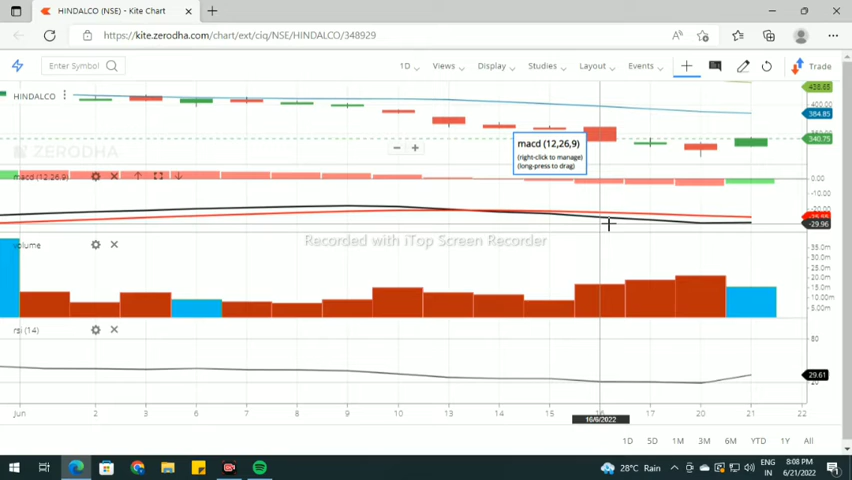 HINDALCO (NSE) - Kite Chart
https://kite.zerodha.com/chart/ext/ciq/NSE/HINDALCO/348929
Enter Symbol
1D
Views
Display
Studies
Layout
Events
Trade
HINDALCO
438.65
400.00
384.85
340.75
ZERODHA
macd (12,26,9)
(right-click to manage)
(long-press to drag)
macd (12,26,9)
0.00
-10.00
-29.96
Recorded with iTop Screen Recorder
volume
35.0m
30.0m
25.0m
20.0m
15.0m
10.00m
rsi (14)
80
29.61
20
Jun 2 3 6 7 8 9 10 13 14 15 16 17 20 21 22
16/6/2022
1D 5D 1M 3M 6M YTD 1Y All
28°C Rain
ENG
IN
8:08 PM
6/21/2022